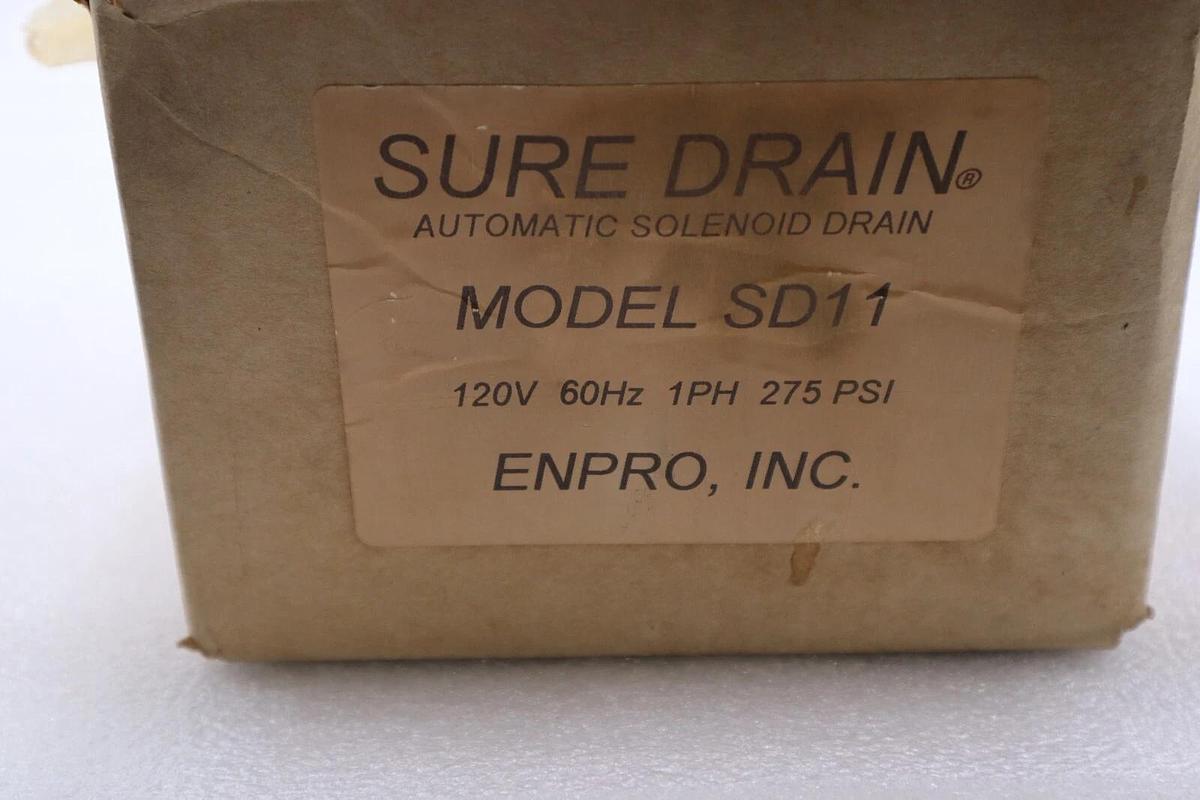 SURE DRAIN®
AUTOMATIC SOLENOID DRAIN
MODEL SD11
120V 60Hz 1PH 275 PSI
ENPRO, INC.